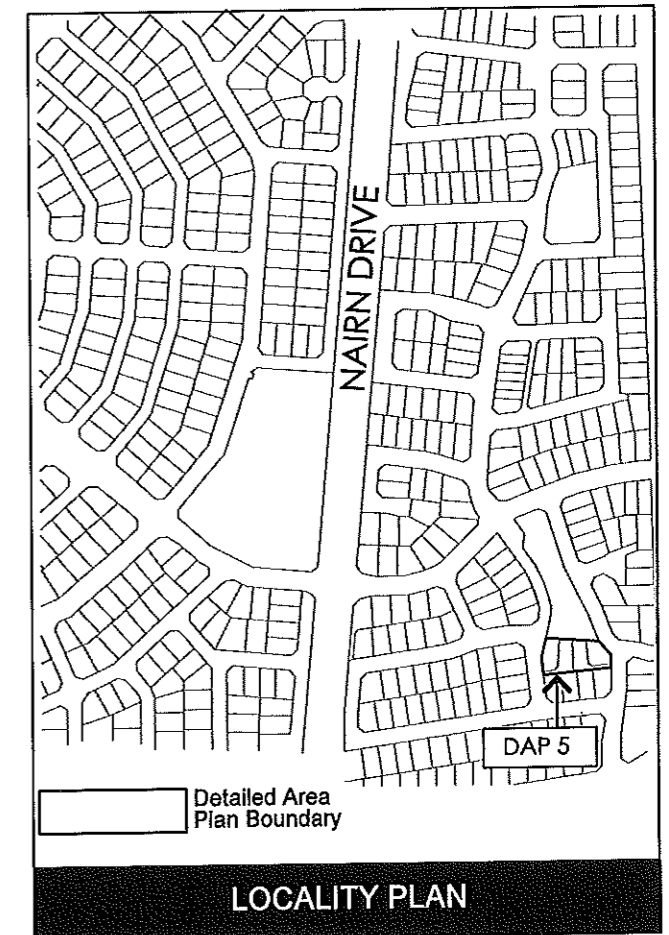 NAIRN DRIVE
DAP 5
Detailed Area
Plan Boundary
LOCALITY PLAN